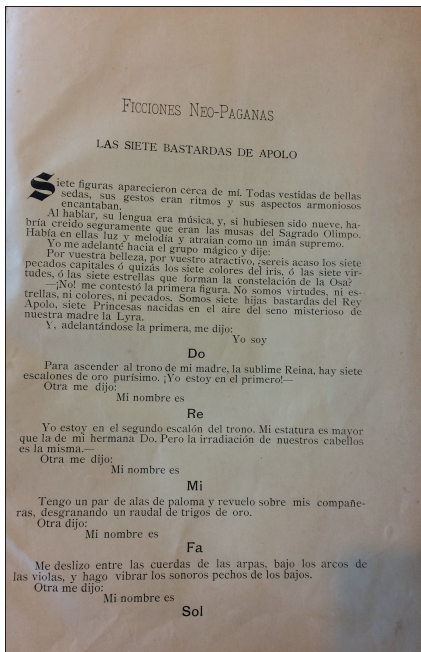 Ficciones Neo-Paganas
LAS SIETE BASTARDAS DE APOLO
Siete figuras aparecieron cerca de mí. Todas vestidas de bellas
sedas, sus gestos eran ritmos y sus aspectos armoniosos
encantaban.
Al hablar, su lengua era música, y, si hubiesen sido nueve, ha-
bría creido seguramente que eran las musas del Sagrado Olimpo.
Había en ellas luz y melodía y atraían como un imán supremo.
Yo me adelanté hacia el grupo mágico y dije:
Por vuestra belleza, por vuestro atractivo, ¿sereis acaso los siete
pecados capitales ó quizás los siete colores del iris, ó las siete vir-
tudes, ó las siete estrellas que forman la constelación de la Osa?
—¡No! me contestó la primera figura. No somos virtudes, ni es-
trellas, ni colores, ni pecados. Somos siete hijas bastardas del Rey
Apolo, siete Princesas nacidas en el aire del seno misterioso de
nuestra madre la Lyra.
Y, adelantándose la primera, me dijo:
Yo soy
Do
Para ascender al trono de mi madre, la sublime Reina, hay siete
escalones de oro purísimo. ¡Yo estoy en el primero!—
Otra me dijo:
Mi nombre es
Re
Yo estoy en el segundo escalón del trono. Mi estatura es mayor
que la de mi hermana Do. Pero la irradiación de nuestros cabellos
es la misma.—
Otra me dijo:
Mi nombre es
Mi
Tengo un par de alas de paloma y revuelo sobre mis compañe-
ras, desgranando un raudal de trigos de oro.
Otra dijo:
Mi nombre es
Fa
Me deslizo entre las cuerdas de las arpas, bajo los arcos de
las violas, y hago vibrar los sonoros pechos de los bajos.
Otra me dijo:
Mi nombre es
Sol